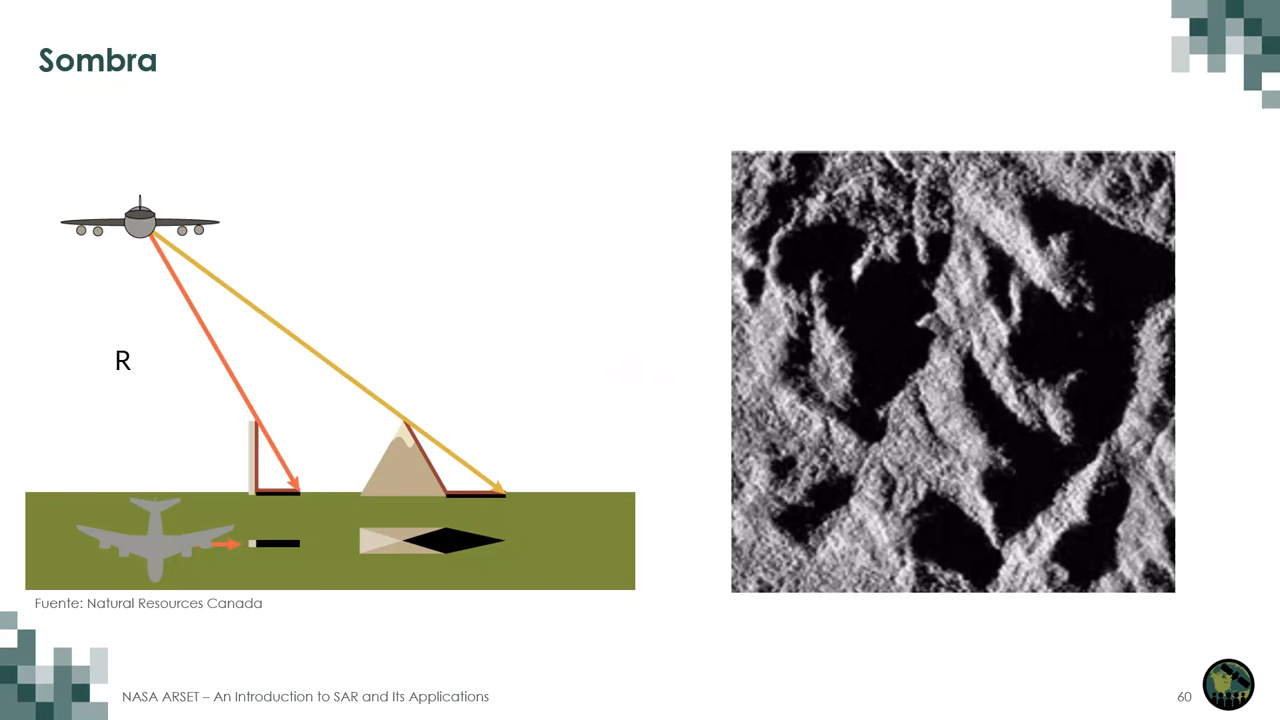 Sombra
R
Fuente: Natural Resources Canada
NASA ARSET – An Introduction to SAR and Its Applications
60